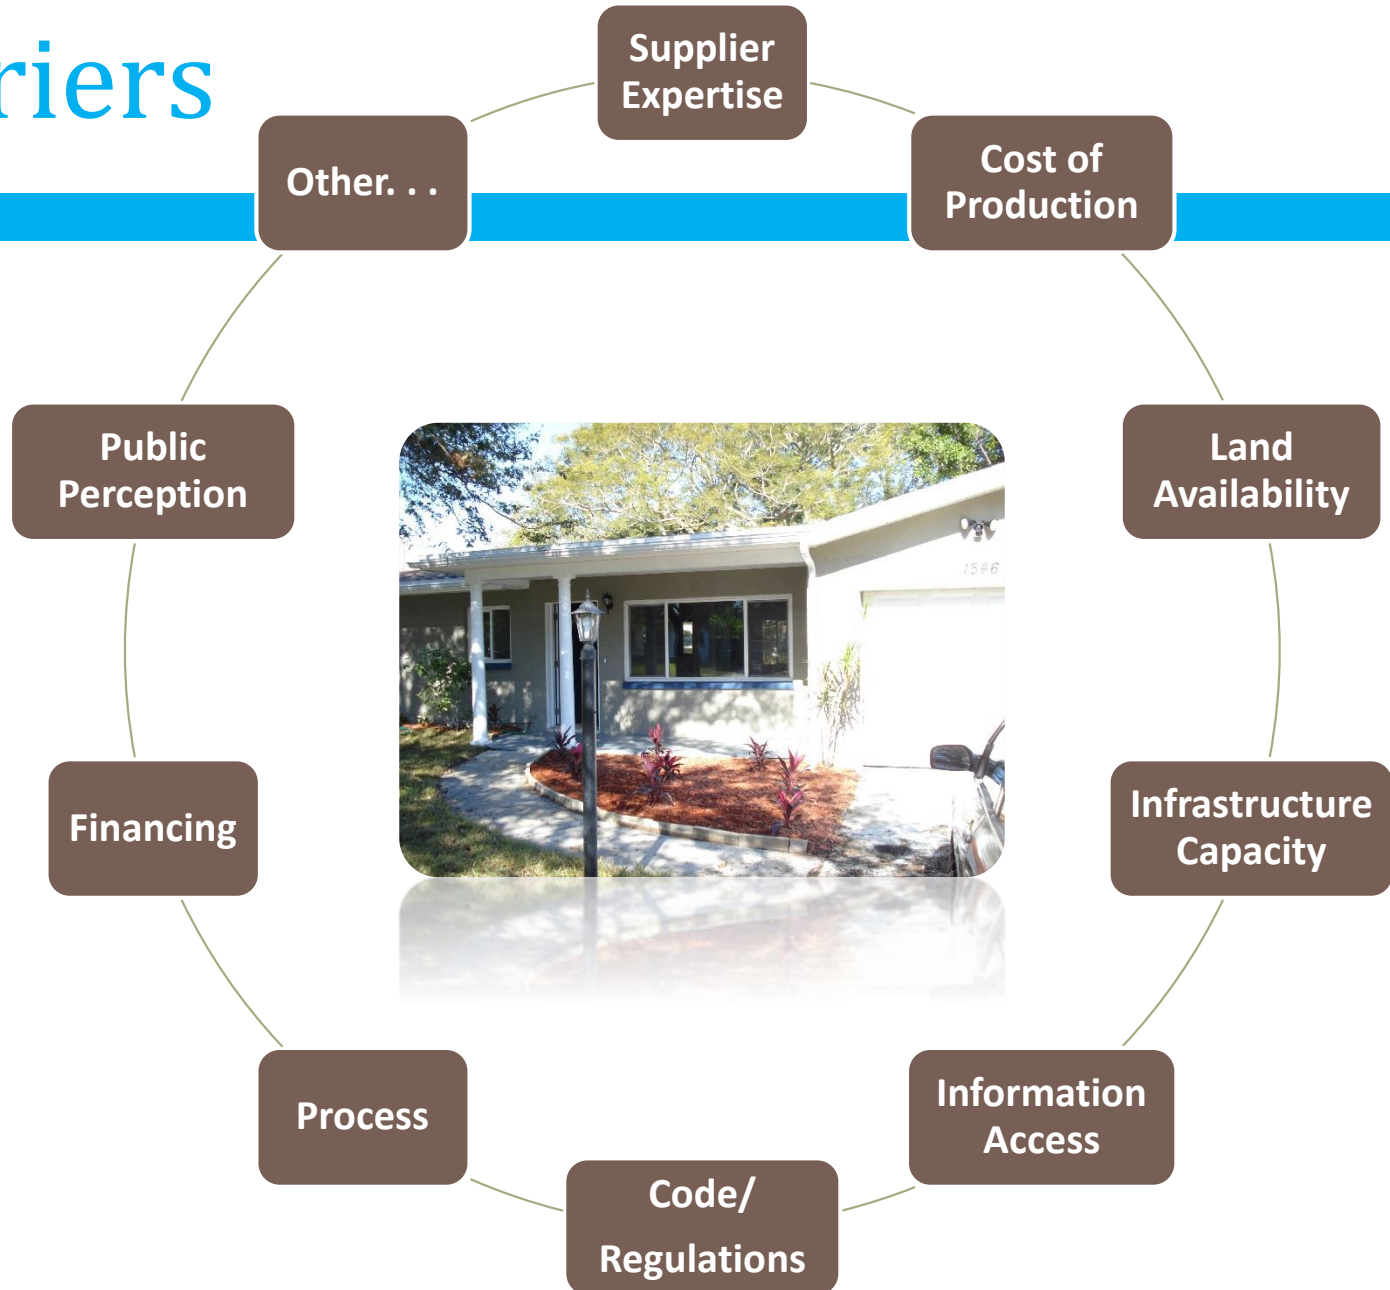 riers
Supplier
Expertise
Cost of
Production
Land
Availability
Infrastructure
Capacity
Information
Access
Code/
Regulations
Process
Financing
Public
Perception
Other. . .
1546